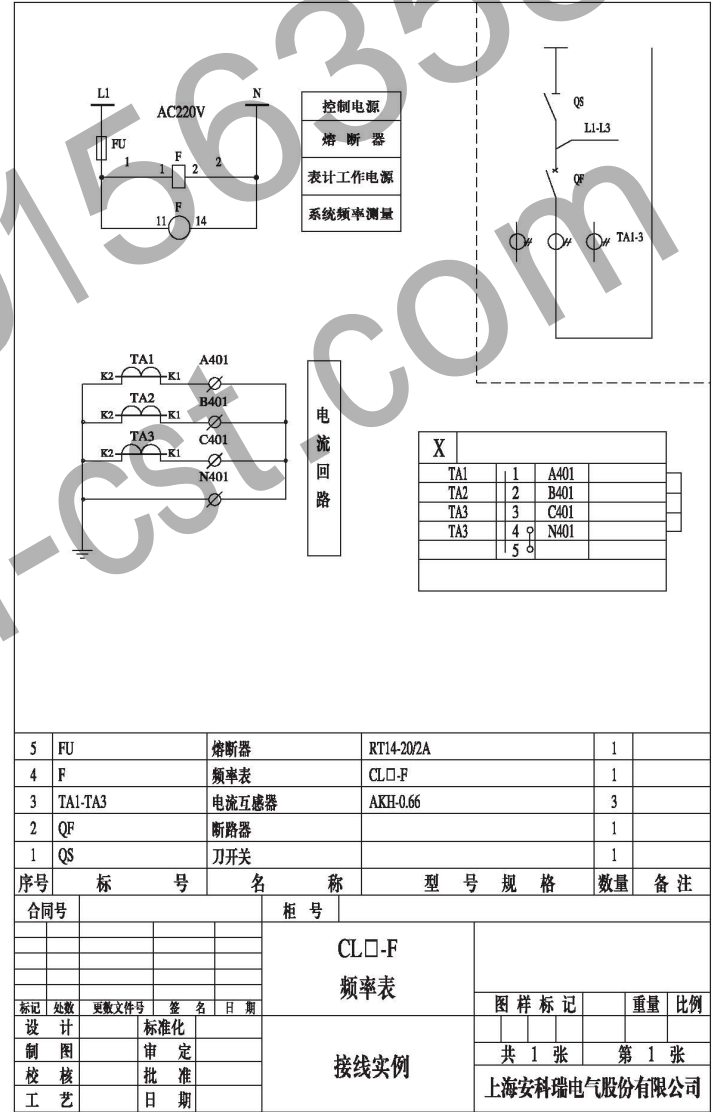 L1
N
AC220V
FU
F
1
1
2
2
F
11
14
控制电源
熔 断 器
表计工作电源
系统频率测量
QS
L1-L3
QF
TA1-3
TA1
A401
K2
K1
TA2
B401
K2
K1
TA3
C401
K2
K1
N401
电流回路
X
TA1 1 A401
TA2 2 B401
TA3 3 C401
TA3 4 N401
5
5 FU 熔断器 RT14-20/2A 1
4 F 频率表 CL□-F 1
3 TA1-TA3 电流互感器 AKH-0.66 3
2 QF 断路器 1
1 QS 刀开关 1
序号 标 号 名 称 型 号 规 格 数量 备 注
合同号 柜 号
CL□-F
频率表
标记 处数 更数文件号 签 名 日 期
图 样 标 记 重量 比例
设 计 标准化
制 图 审 定
共 1 张 第 1 张
校 核 批 准
接线实例
工 艺 日 期
上海安科瑞电气股份有限公司